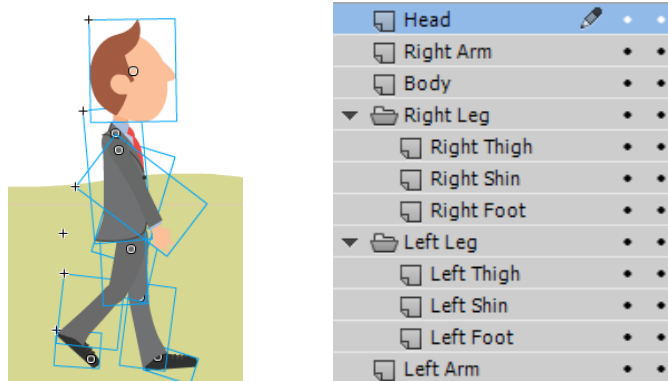 Head
Right Arm
Body
Right Leg
Right Thigh
Right Shin
Right Foot
Left Leg
Left Thigh
Left Shin
Left Foot
Left Arm